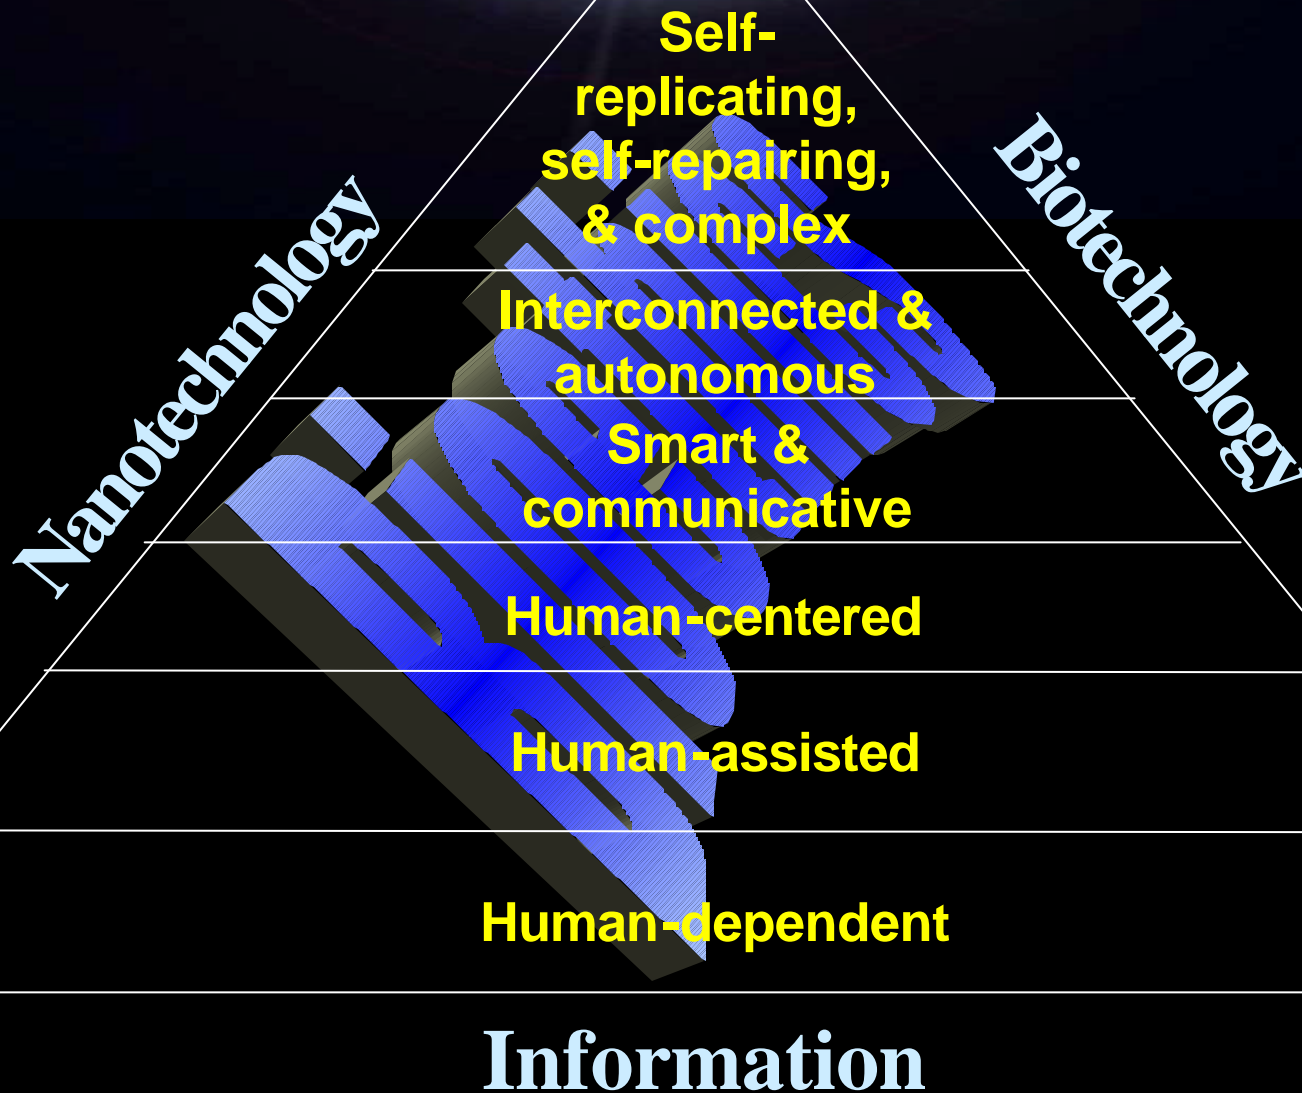 Self-
replicating,
self-repairing,
& complex
Nanotechnology
Biotechnology
Interconnected &
autonomous
Smart &
communicative
Human-centered
Human-assisted
Human-dependent
Information